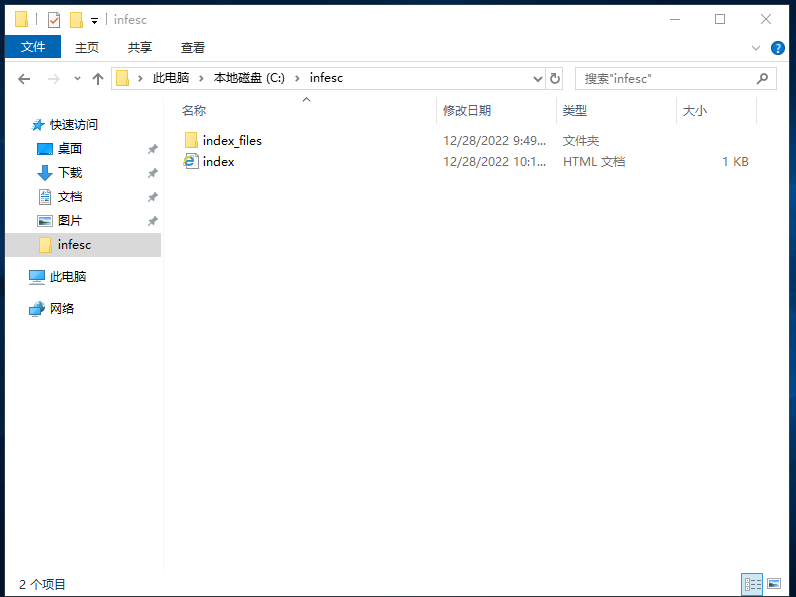 infesc
文件 主页 共享 查看
此电脑 本地磁盘 (C:) infesc 搜索"infesc"
名称 修改日期 类型 大小
快速访问
桌面
下载
文档
图片
infesc
此电脑
网络
index_files 12/28/2022 9:49... 文件夹
index 12/28/2022 10:1... HTML 文档 1 KB
2 个项目